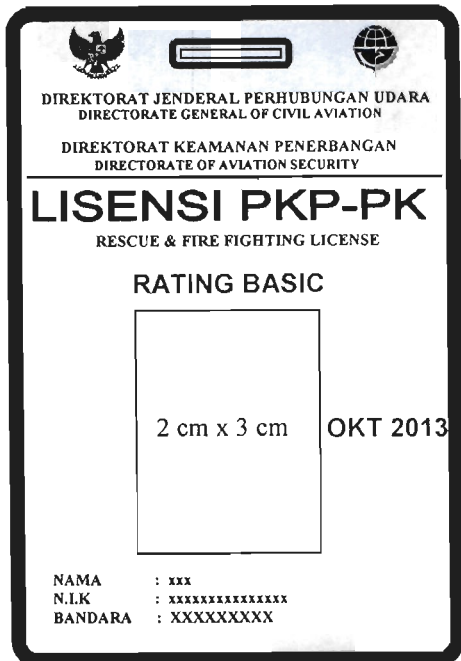 DIREKTORAT JENDERAL PERHUBUNGAN UDARA
DIRECTORATE GENERAL OF CIVIL AVIATION
DIREKTORAT KEAMANAN PENERBANGAN
DIRECTORATE OF AVIATION SECURITY
LISENSI PKP-PK
RESCUE & FIRE FIGHTING LICENSE
RATING BASIC
2 cm x 3 cm OKT 2013
NAMA : xxx
N.I.K : xxxxxxxxxxxxxxx
BANDARA : XXXXXXXXX